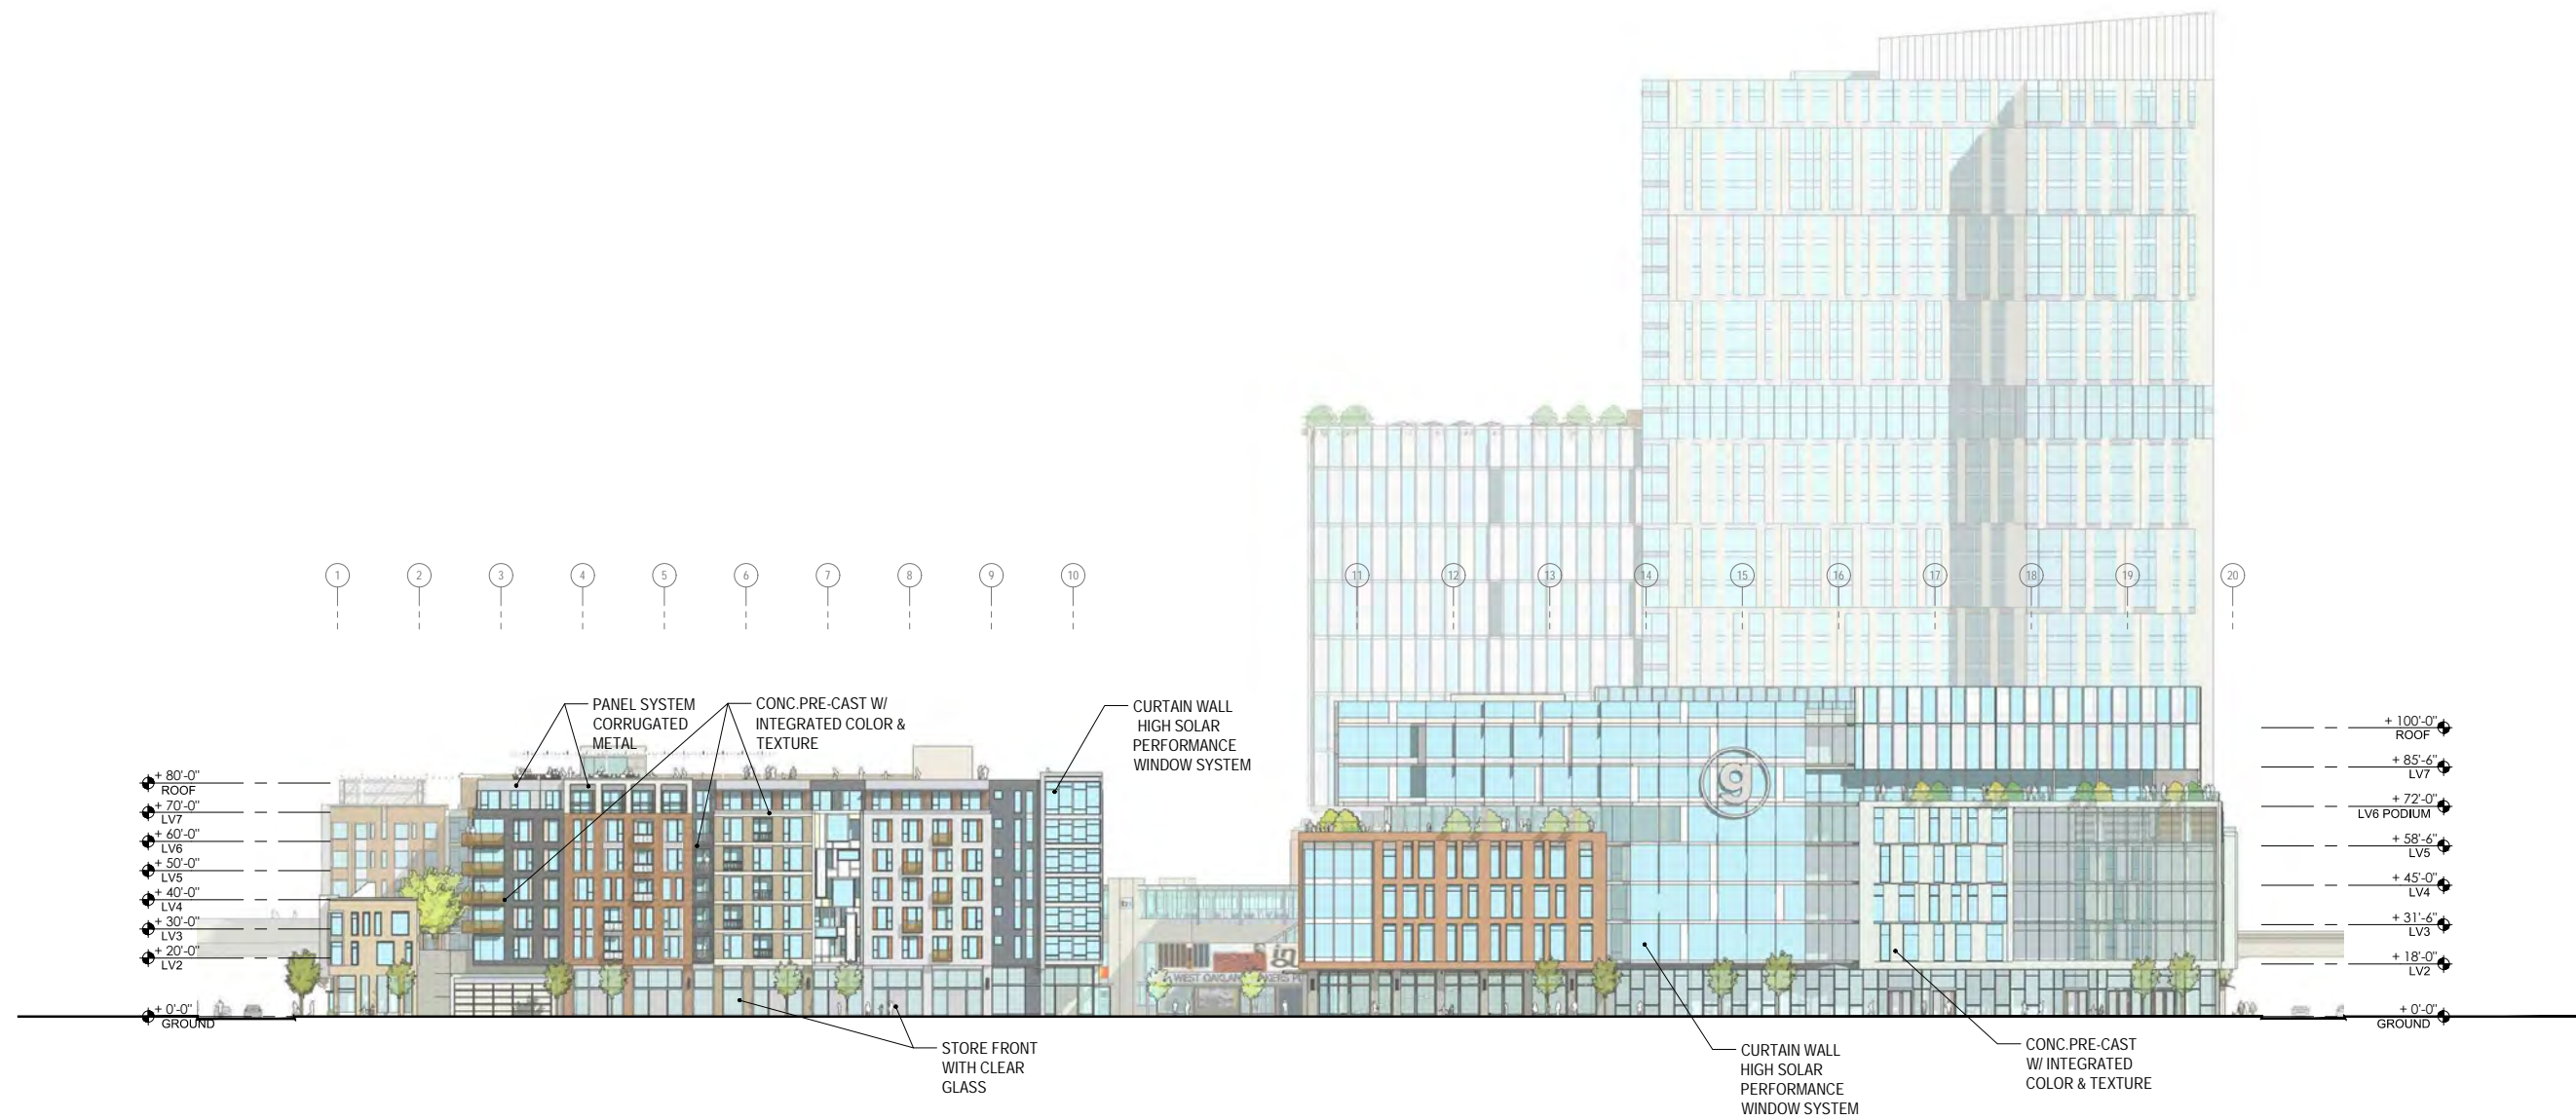 1
2
3
4
5
6
7
8
9
10
11
12
13
14
15
16
17
18
19
20
PANEL SYSTEM
CORRUGATED
METAL
CONC.PRE-CAST W/
INTEGRATED COLOR &
TEXTURE
CURTAIN WALL
HIGH SOLAR
PERFORMANCE
WINDOW SYSTEM
+ 80'-0"
ROOF
+ 70'-0"
LV7
+ 60'-0"
LV6
+ 50'-0"
LV5
+ 40'-0"
LV4
+ 30'-0"
LV3
+ 20'-0"
LV2
+ 0'-0"
GROUND
9
A WEST OAKLAND
+ 100'-0"
ROOF
+ 85'-6"
LV7
+ 72'-0"
LV6 PODIUM
+ 58'-6"
LV5
+ 45'-0"
LV4
+ 31'-6"
LV3
+ 18'-0"
LV2
+ 0'-0"
GROUND
STORE FRONT
WITH CLEAR
GLASS
CURTAIN WALL
HIGH SOLAR
PERFORMANCE
WINDOW SYSTEM
CONC.PRE-CAST
W/ INTEGRATED
COLOR & TEXTURE